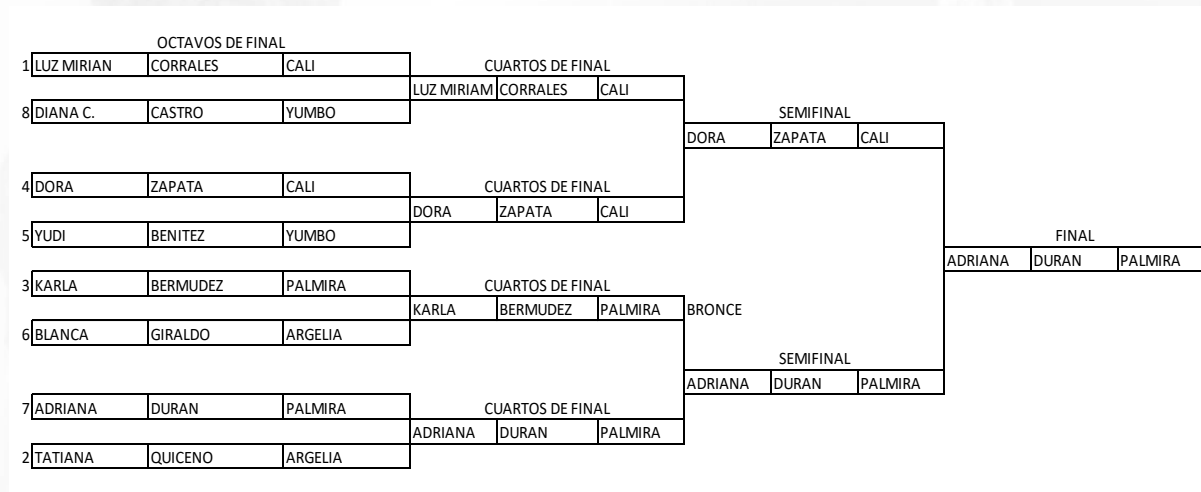 OCTAVOS DE FINAL
1 LUZ MIRIAN CORRALES CALI
CUARTOS DE FINAL
LUZ MIRIAM CORRALES CALI
8 DIANA C. CASTRO YUMBO
SEMIFINAL
DORA ZAPATA CALI
4 DORA ZAPATA CALI
CUARTOS DE FINAL
DORA ZAPATA CALI
5 YUDI BENITEZ YUMBO
FINAL
ADRIANA DURAN PALMIRA
3 KARLA BERMUDEZ PALMIRA
CUARTOS DE FINAL
KARLA BERMUDEZ PALMIRA BRONCE
6 BLANCA GIRALDO ARGELIA
SEMIFINAL
ADRIANA DURAN PALMIRA
7 ADRIANA DURAN PALMIRA
CUARTOS DE FINAL
ADRIANA DURAN PALMIRA
2 TATIANA QUICENO ARGELIA